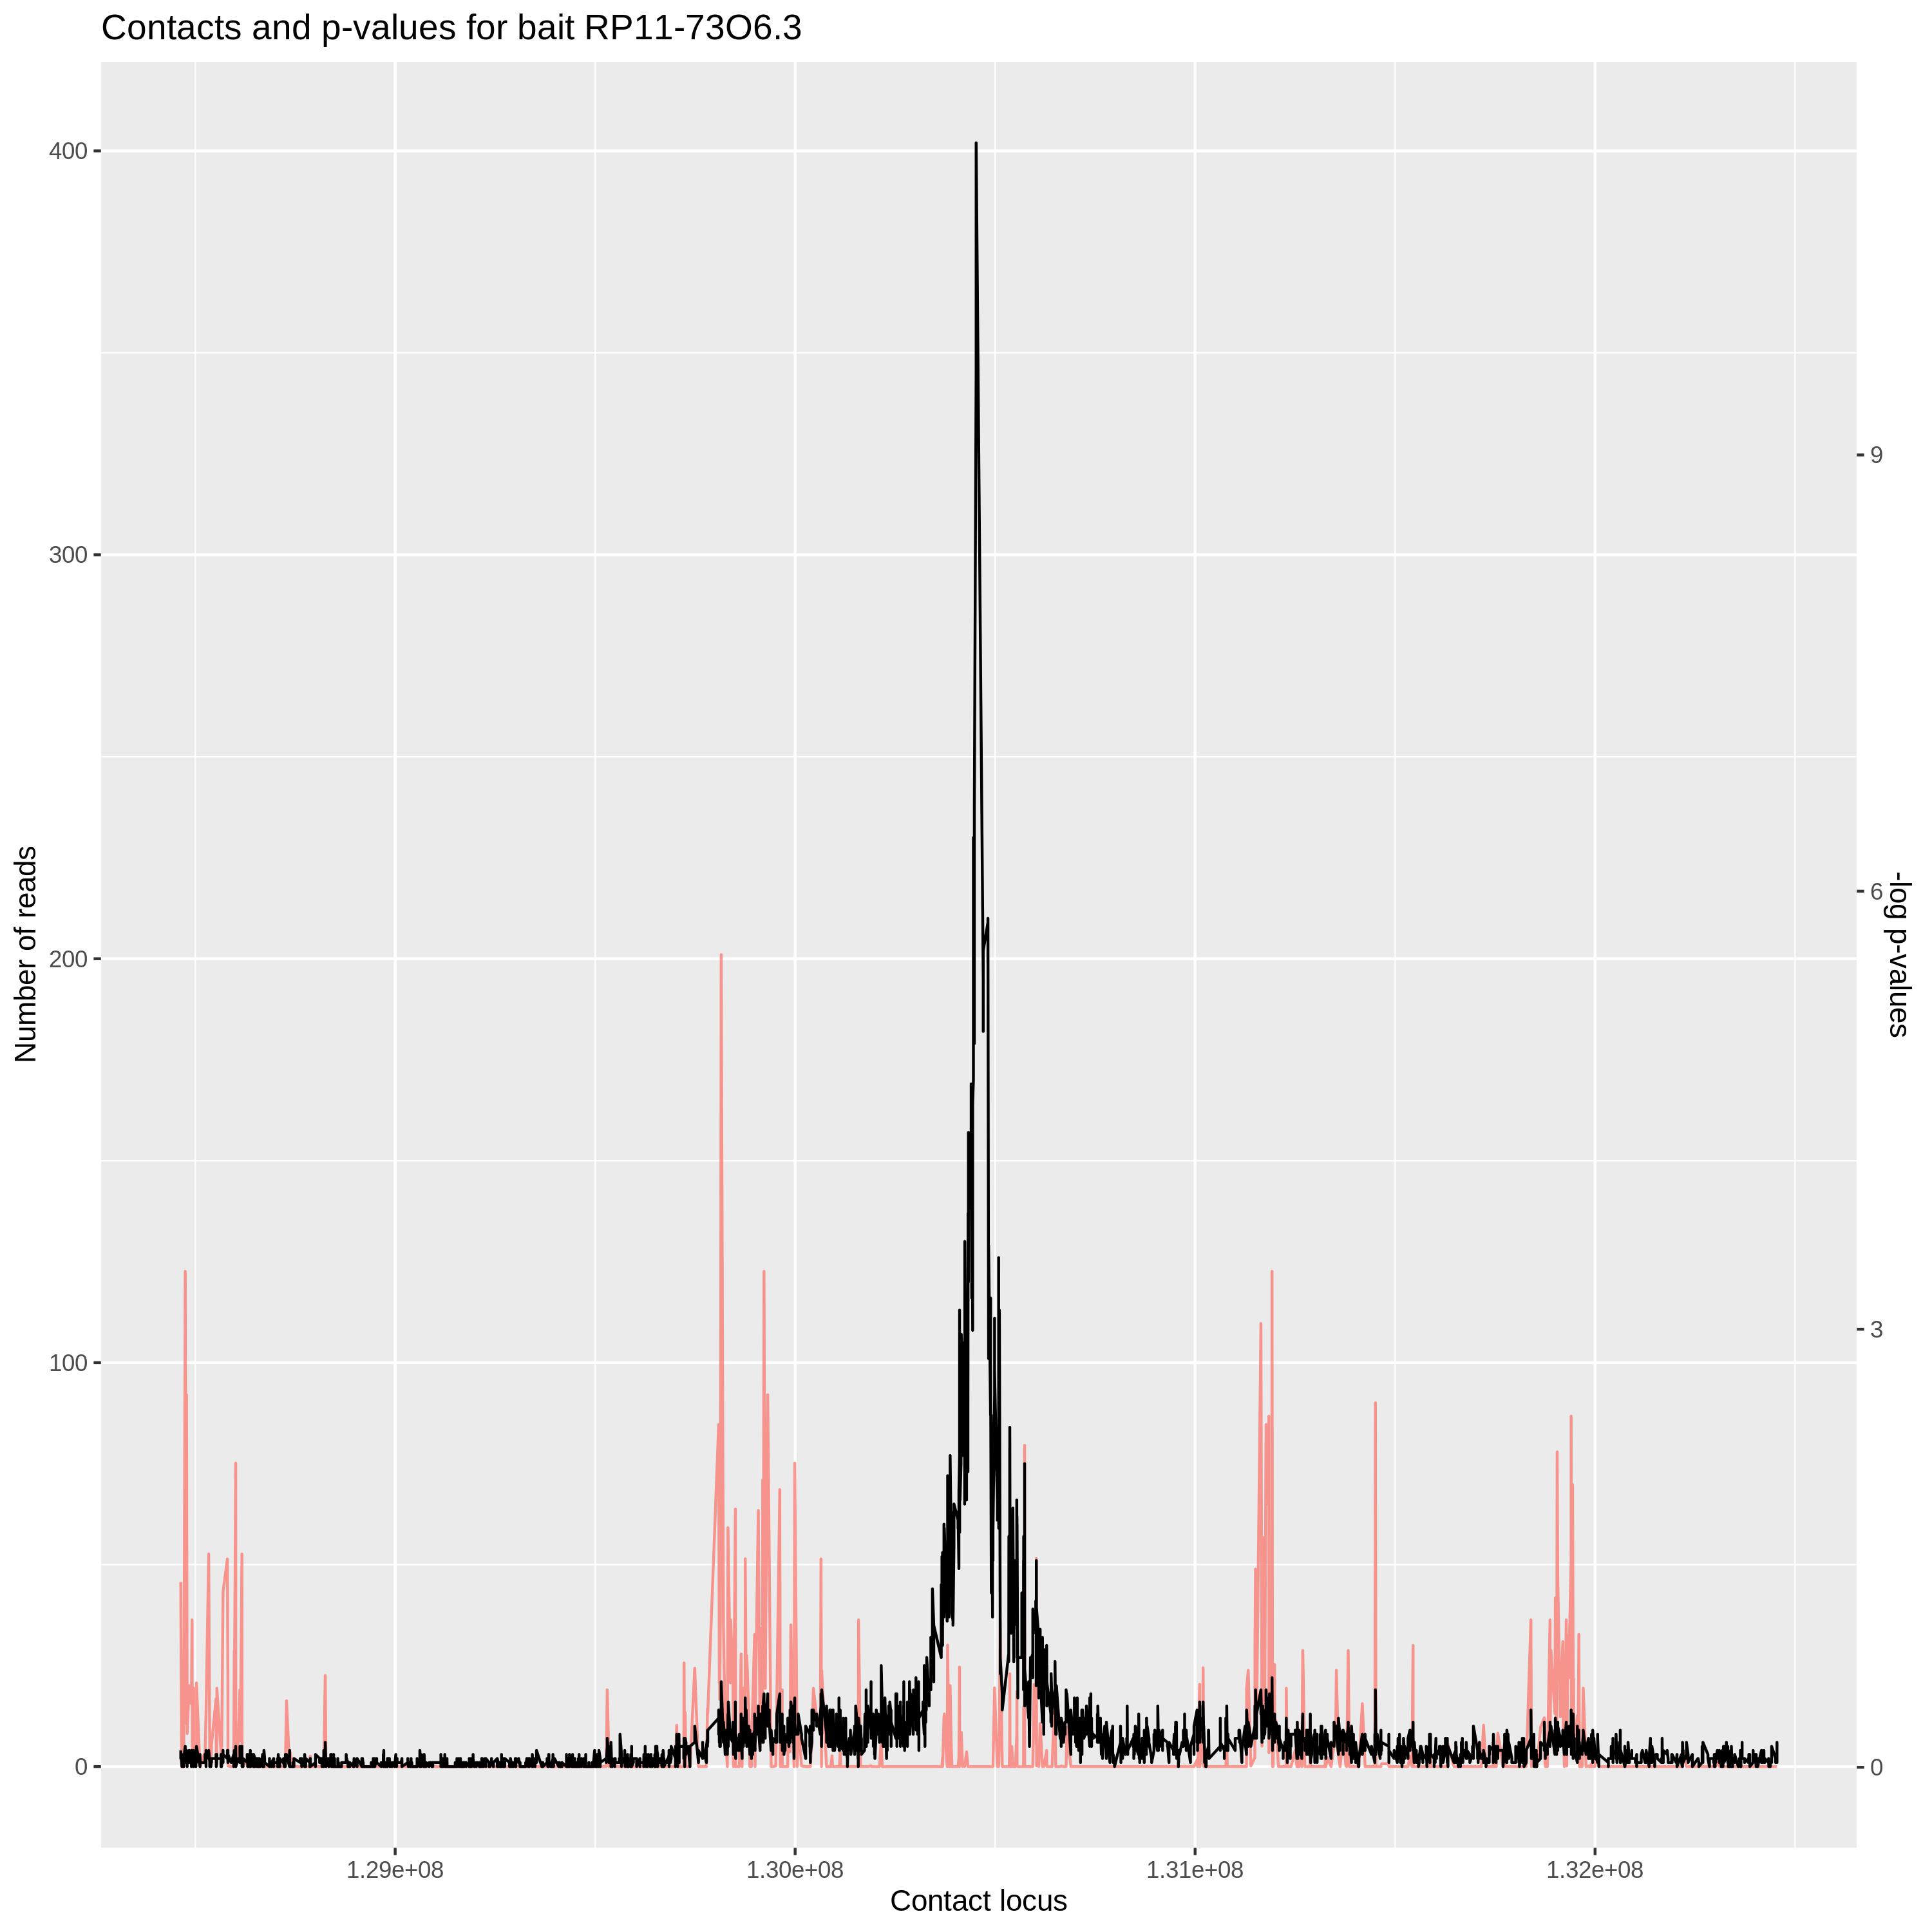 Contacts and p-values for bait RP11-73O6.3
400
300
200
100
0
Number of reads
9
6
3
0
-log p-values
1.29e+08
1.30e+08
1.31e+08
1.32e+08
Contact locus